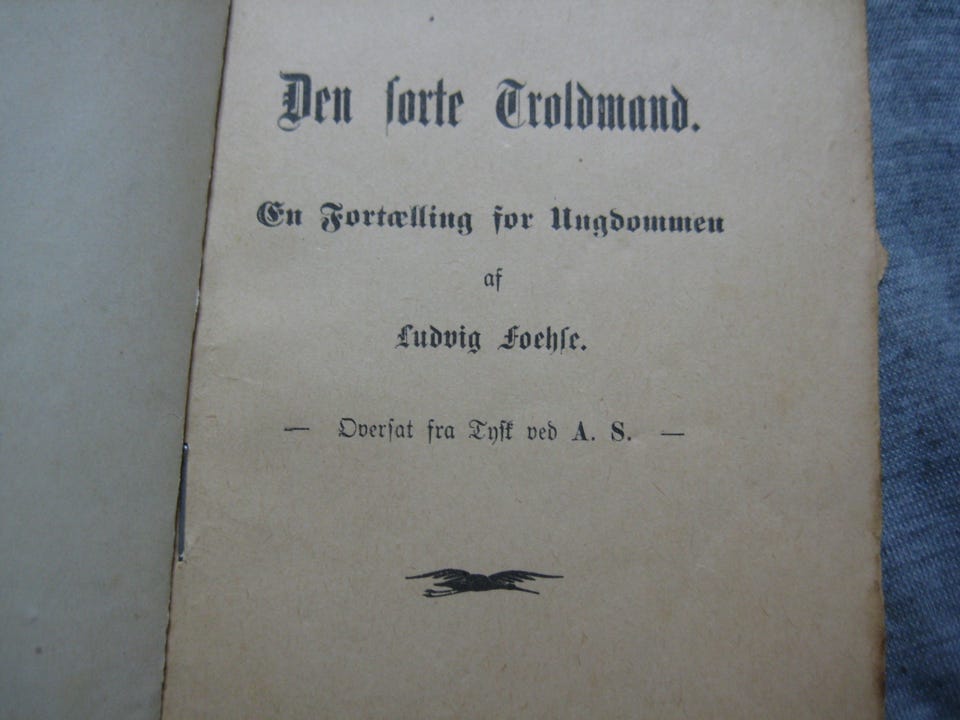 Den sorte Troldmand.
En Fortælling for Ungdommen
af
Ludvig Foehse.
— Oversat fra Tysk ved A. S. —